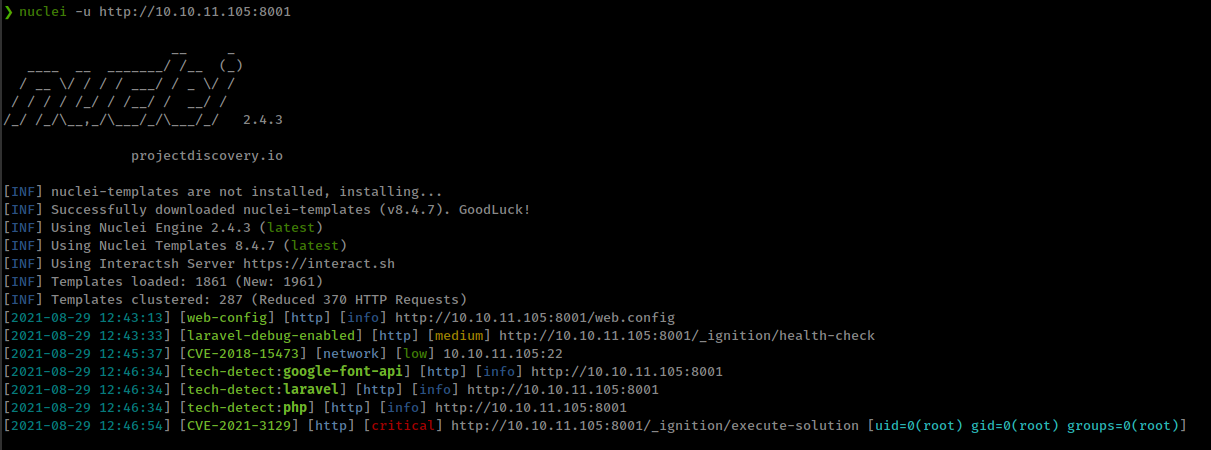 ❯ nuclei -u http://10.10.11.105:8001
                     __     _
   ____  __  _______/ /__  (_)
  / __ \/ / / / ___/ / _ \/ /
 / / / / /_/ / /__/ /  __/ /
/_/ /_/\__,_/\___/_/\___/_/   2.4.3
projectdiscovery.io
[INF] nuclei-templates are not installed, installing...
[INF] Successfully downloaded nuclei-templates (v8.4.7). GoodLuck!
[INF] Using Nuclei Engine 2.4.3 (latest)
[INF] Using Nuclei Templates 8.4.7 (latest)
[INF] Using Interactsh Server https://interact.sh
[INF] Templates loaded: 1861 (New: 1961)
[INF] Templates clustered: 287 (Reduced 370 HTTP Requests)
[2021-08-29 12:43:13] [web-config] [http] [info] http://10.10.11.105:8001/web.config
[2021-08-29 12:43:33] [laravel-debug-enabled] [http] [medium] http://10.10.11.105:8001/_ignition/health-check
[2021-08-29 12:45:37] [CVE-2018-15473] [network] [low] 10.10.11.105:22
[2021-08-29 12:46:34] [tech-detect:google-font-api] [http] [info] http://10.10.11.105:8001
[2021-08-29 12:46:34] [tech-detect:laravel] [http] [info] http://10.10.11.105:8001
[2021-08-29 12:46:34] [tech-detect:php] [http] [info] http://10.10.11.105:8001
[2021-08-29 12:46:54] [CVE-2021-3129] [http] [critical] http://10.10.11.105:8001/_ignition/execute-solution [uid=0(root) gid=0(root) groups=0(root)]